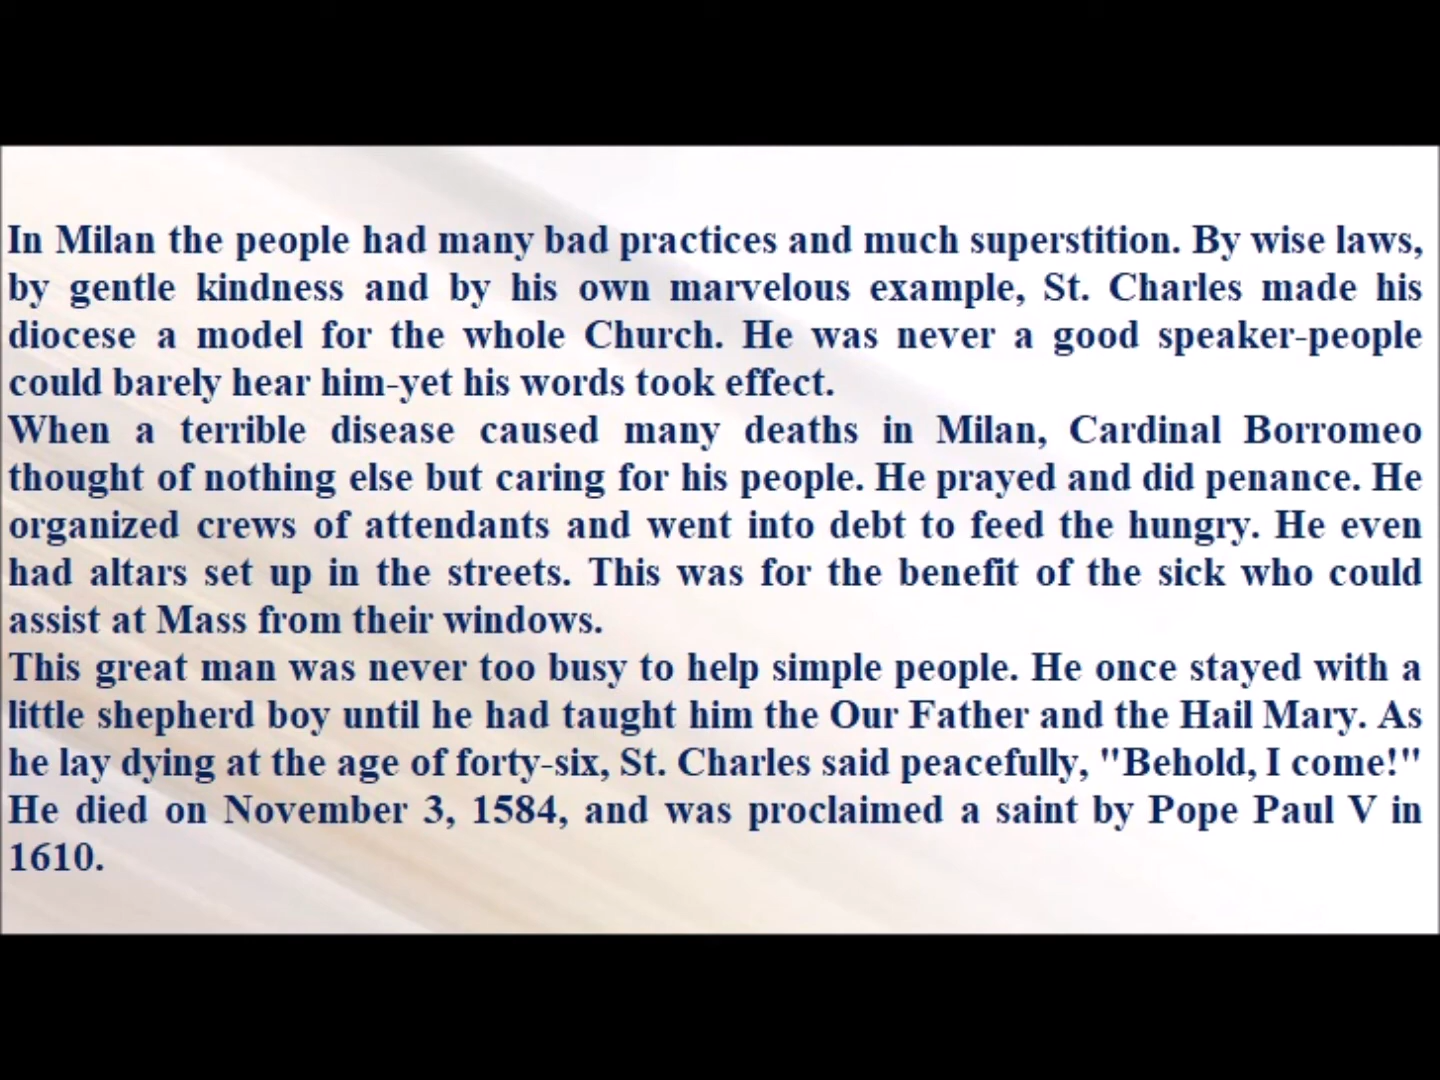 In Milan the people had many bad practices and much superstition. By wise laws,
by gentle kindness and by his own marvelous example, St. Charles made his
diocese a model for the whole Church. He was never a good speaker-people
could barely hear him-yet his words took effect.
When a terrible disease caused many deaths in Milan, Cardinal Borromeo
thought of nothing else but caring for his people. He prayed and did penance. He
organized crews of attendants and went into debt to feed the hungry. He even
had altars set up in the streets. This was for the benefit of the sick who could
assist at Mass from their windows.
This great man was never too busy to help simple people. He once stayed with a
little shepherd boy until he had taught him the Our Father and the Hail Mary. As
he lay dying at the age of forty-six, St. Charles said peacefully, "Behold, I come!"
He died on November 3, 1584, and was proclaimed a saint by Pope Paul V in
1610.